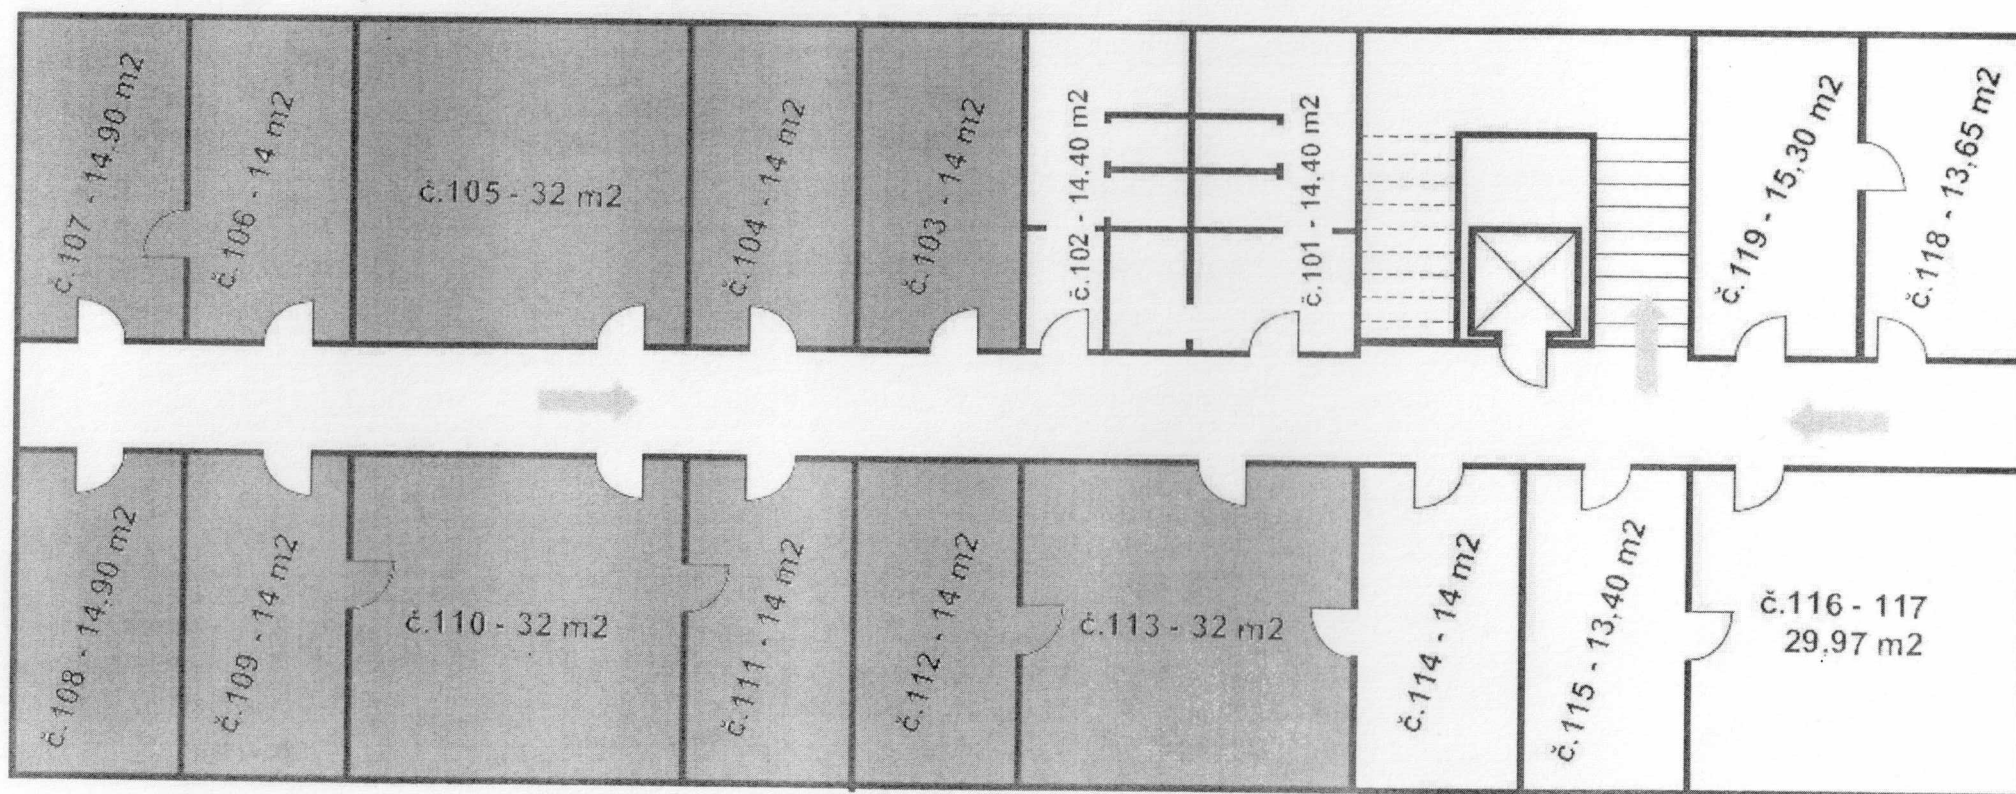 č.107 - 14,90 m2
č.106 - 14 m2
č.105 - 32 m2
č.104 - 14 m2
č.103 - 14 m2
č.102 - 14,40 m2
č.101 - 14,40 m2
č.119 - 15,30 m2
č.118 - 13,65 m2
č.108 - 14,90 m2
č.109 - 14 m2
č.110 - 32 m2
č.111 - 14 m2
č.112 - 14 m2
č.113 - 32 m2
č.114 - 14 m2
č.115 - 13,40 m2
č.116 - 117
29,97 m2